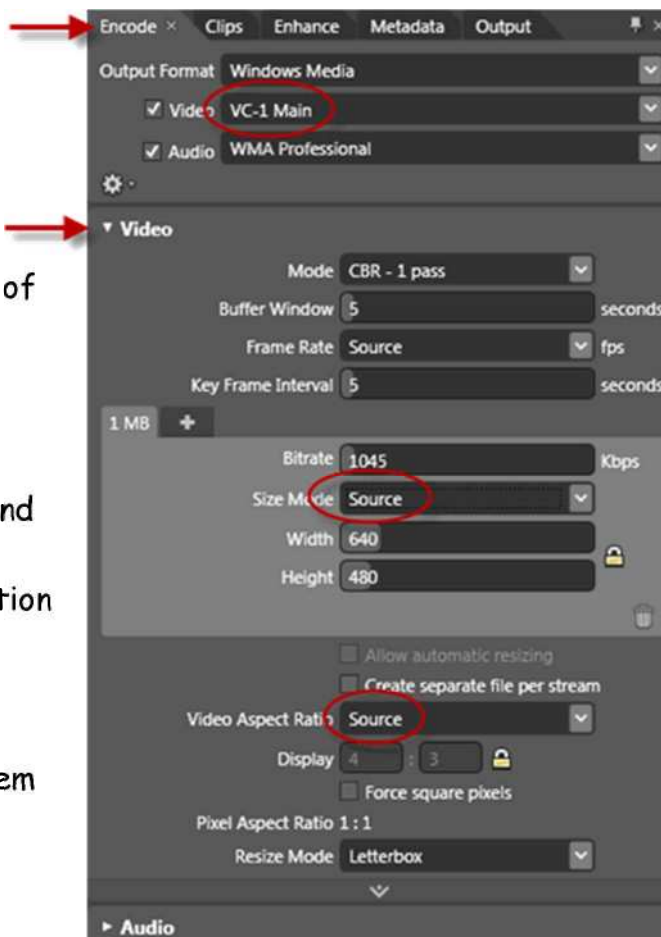 Encode × Clips Enhance Metadata Output
Output Format Windows Media
Video VC-1 Main
Audio WMA Professional
Video
Mode CBR - 1 pass
of
Buffer Window 5 seconds
Frame Rate Source fps
Key Frame Interval 5 seconds
1 MB +
Bitrate 1045 Kbps
Size Mode Source
nd
Width 640
Height 480
tion
Allow automatic resizing
Create separate file per stream
Video Aspect Ratio Source
Display 4 : 3
em
Force square pixels
Pixel Aspect Ratio 1 : 1
Resize Mode Letterbox
Audio